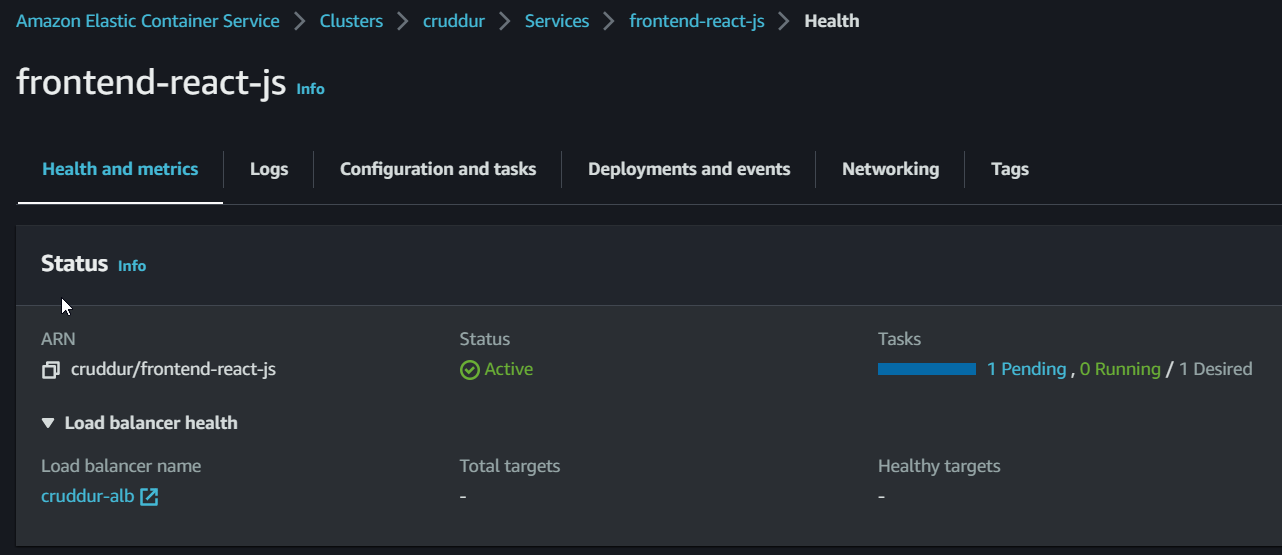 Amazon Elastic Container Service > Clusters > cruddur > Services > frontend-react-js > Health
frontend-react-js Info
Health and metrics Logs Configuration and tasks Deployments and events Networking Tags
Status Info
ARN Status Tasks
cruddur/frontend-react-js Active 1 Pending , 0 Running / 1 Desired
Load balancer health
Load balancer name Total targets Healthy targets
cruddur-alb - -